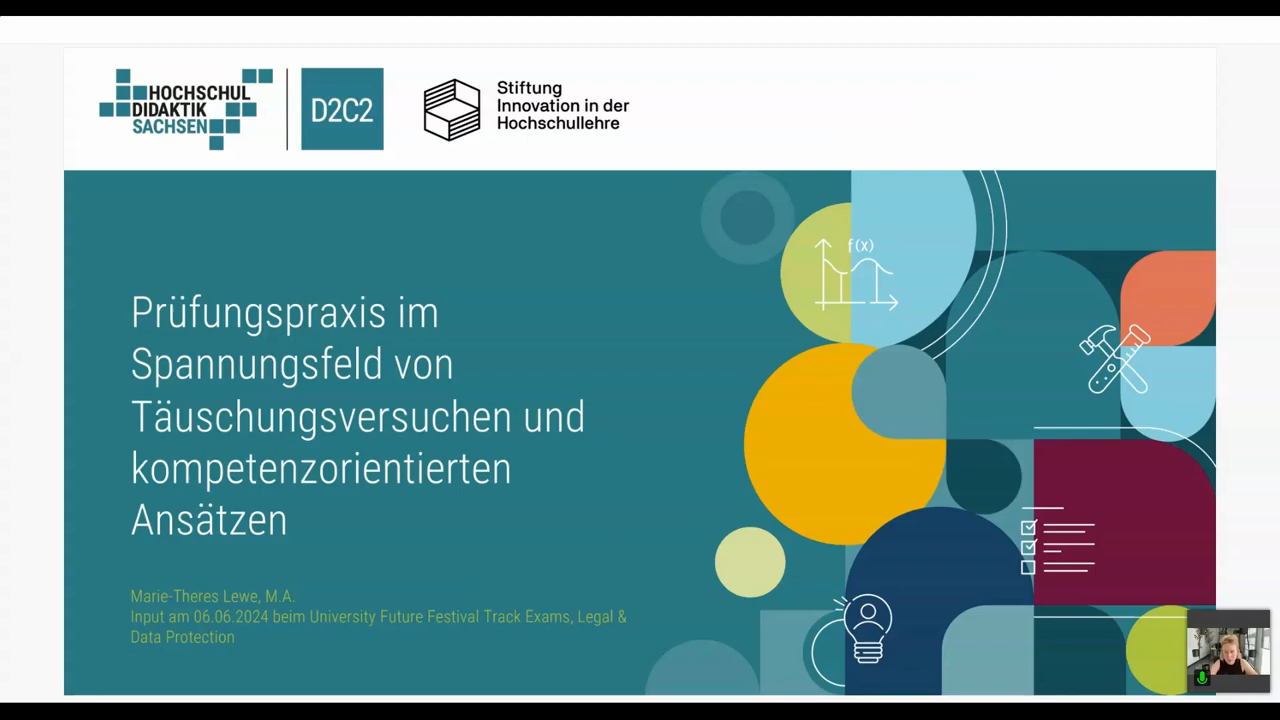 HOCHSCHUL
DIDAKTIK
SACHSEN
D2C2
Stiftung
Innovation in der
Hochschullehre
f(x)
Prüfungspraxis im
Spannungsfeld von
Täuschungsversuchen und
kompetenzorientierten
Ansätzen
Marie-Theres Lewe, M.A.
Input am 06.06.2024 beim University Future Festival Track Exams, Legal &
Data Protection